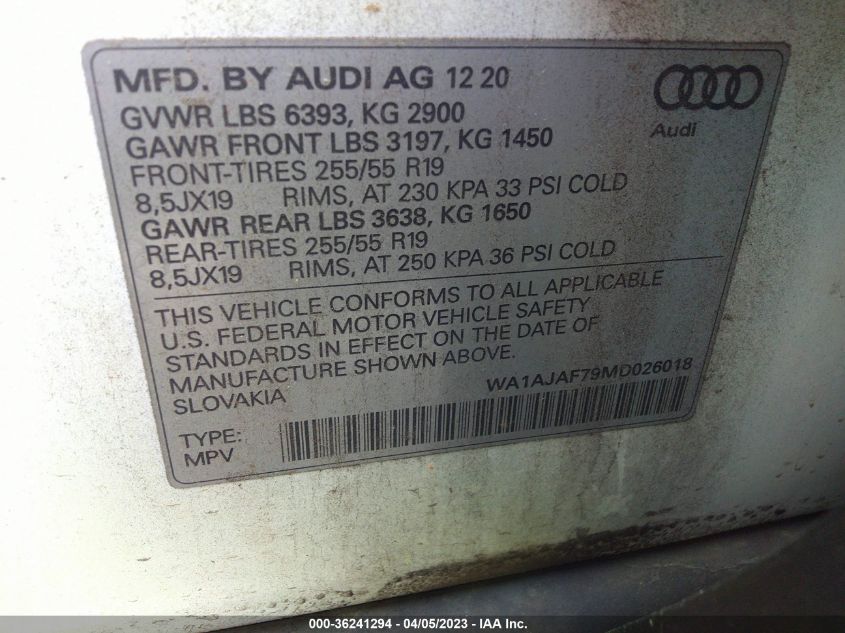 MFD. BY AUDI AG 12 20
GVWR LBS 6393, KG 2900
GAWR FRONT LBS 3197, KG 1450
FRONT-TIRES 255/55 R19
8,5JX19 RIMS, AT 230 KPA 33 PSI COLD
GAWR REAR LBS 3638, KG 1650
REAR-TIRES 255/55 R19
8,5JX19 RIMS, AT 250 KPA 36 PSI COLD
Audi
THIS VEHICLE CONFORMS TO ALL APPLICABLE
U.S. FEDERAL MOTOR VEHICLE SAFETY
STANDARDS IN EFFECT ON THE DATE OF
MANUFACTURE SHOWN ABOVE.
SLOVAKIA
WA1AJAF79MD026018
TYPE:
MPV
000-36241294 - 04/05/2023 - WA Inc.